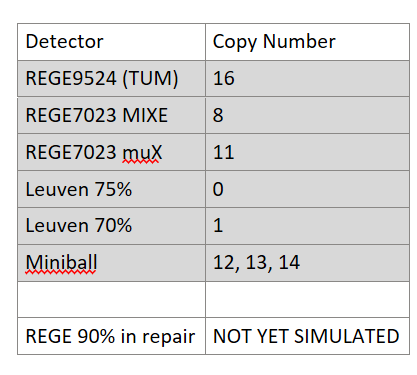 Detector Copy Number
REGE9524 (TUM) 16
REGE7023 MIXE 8
REGE7023 muX 11
Leuven 75% 0
Leuven 70% 1
Miniball 12, 13, 14
REGE 90% in repair NOT YET SIMULATED